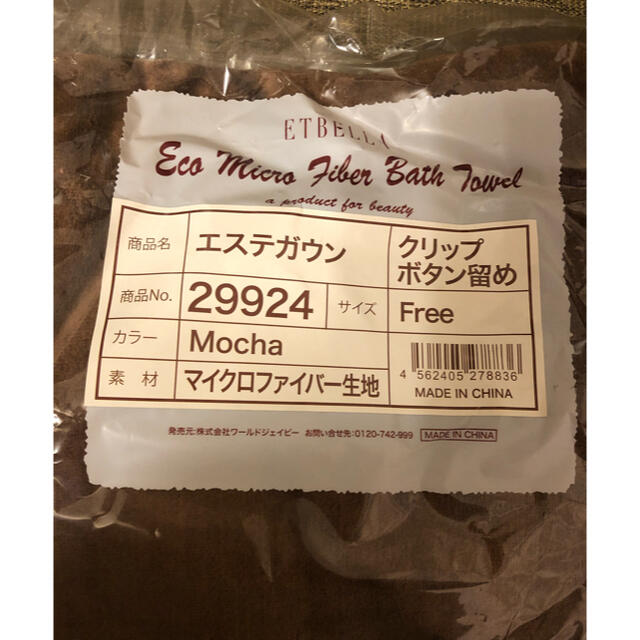 ETBELL
Eco Micro Fiber Bath Towel
a product for beauty
商品名 エステガウン クリップ
ボタン留め
商品No. 29924 サイズ Free
カラー Mocha
素 材 マイクロファイバー生地
4 562405 278836
MADE IN CHINA
発売元:株式会社ワールドジェイビー お問い合せ先:0120-742-999 MADE IN CHINA